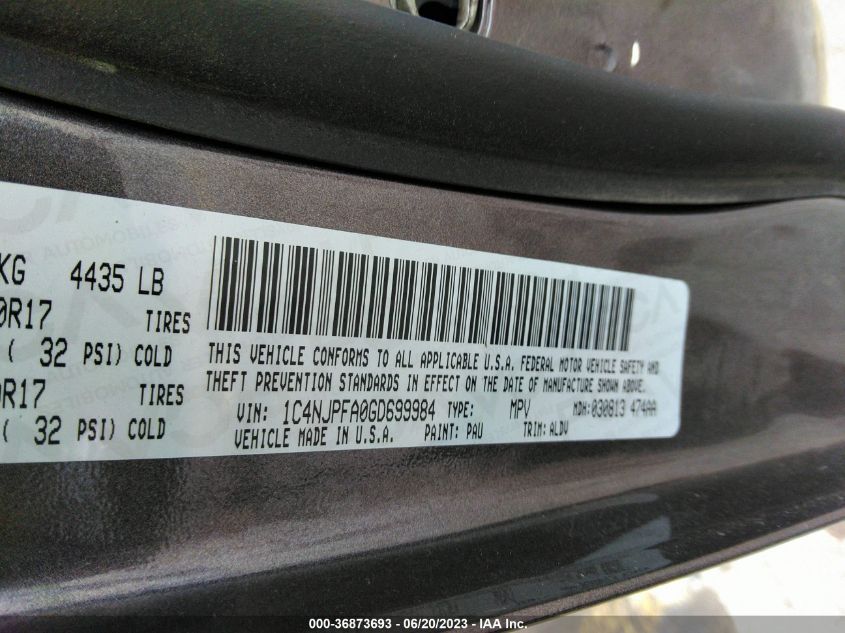 KG 4435 LB
0R17 TIRES
( 32 PSI) COLD
0R17 TIRES
( 32 PSI) COLD
THIS VEHICLE CONFORMS TO ALL APPLICABLE U.S.A. FEDERAL MOTOR VEHICLE SAFETY AND
THEFT PREVENTION STANDARDS IN EFFECT ON THE DATE OF MANUFACTURE SHOWN ABOVE.
VIN: 1C4NJPFA0GD699984 TYPE: MPV MDH:030813 474AA
VEHICLE MADE IN U.S.A. PAINT: PAU TRIM: ALDV
000-36873693 - 06/20/2023 - IAA Inc.